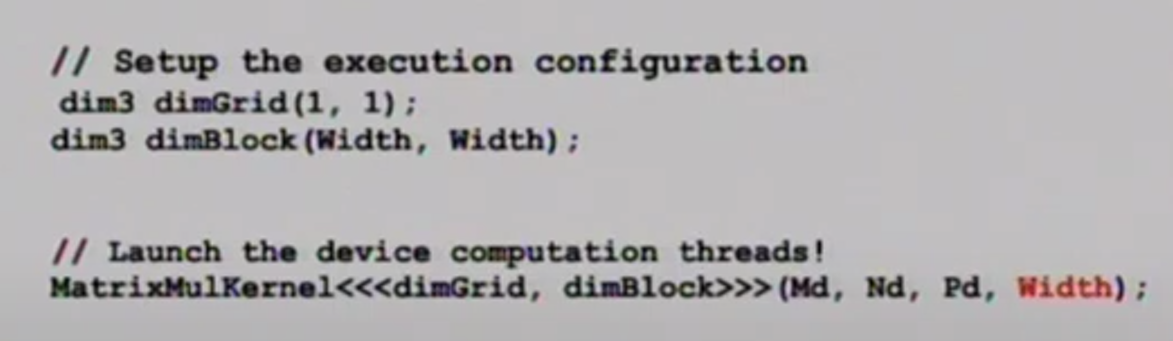 // Setup the execution configuration
dim3 dimGrid(1, 1);
dim3 dimBlock(Width, Width);
// Launch the device computation threads!
MatrixMulKernel<<<dimGrid, dimBlock>>>(Md, Nd, Pd, Width);